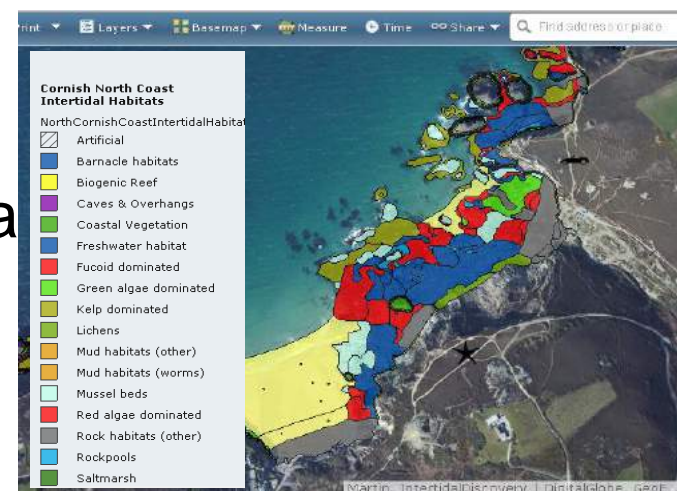 Print Layers Basemap Measure Time Share Find address or place
Cornish North Coast
Intertidal Habitats
NorthCornishCoastIntertidalHabitat
Artificial
Barnacle habitats
Biogenic Reef
Caves & Overhangs
Coastal Vegetation
Freshwater habitat
Fucoid dominated
Green algae dominated
Kelp dominated
Lichens
Mud habitats (other)
Mud habitats (worms)
Mussel beds
Red algae dominated
Rock habitats (other)
Rockpools
Saltmarsh
a
Martin, IntertidalDiscovery | DigitalGlobe, GeoE